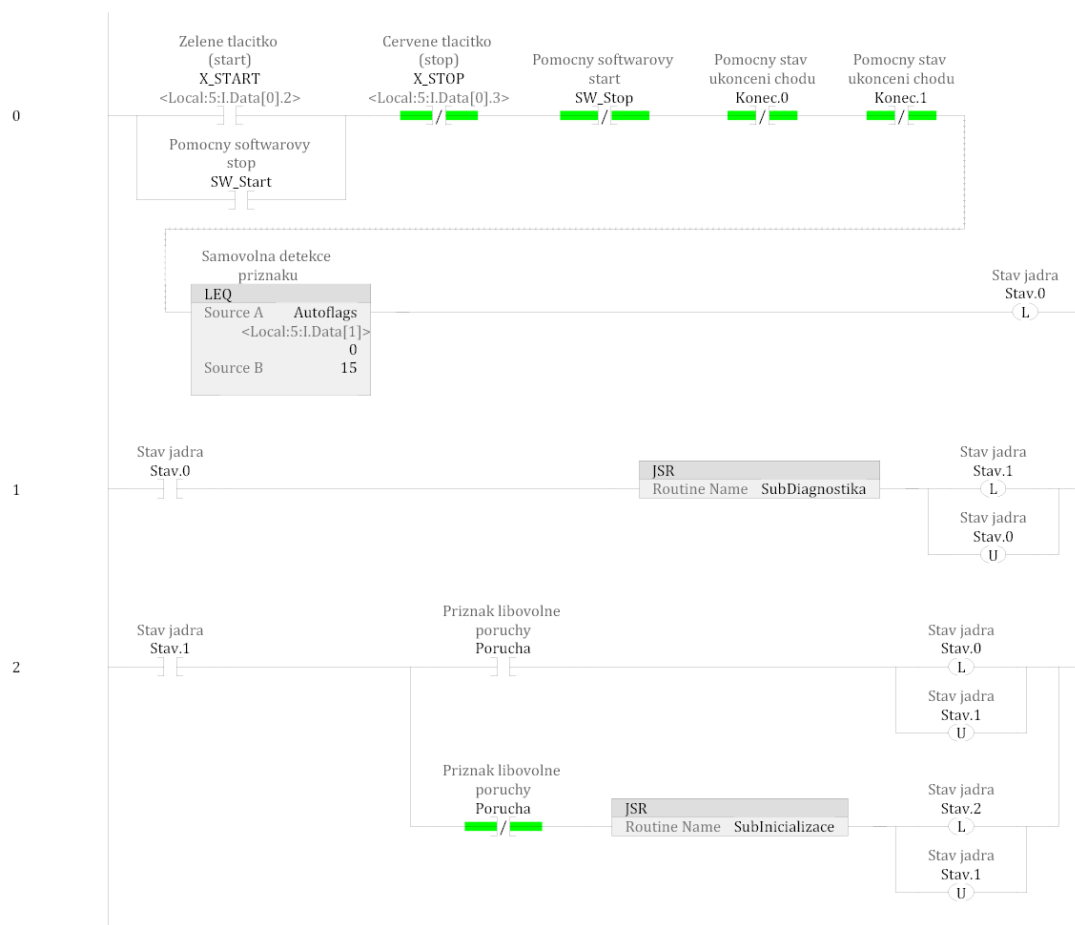 Zelene tlacitko
(start)
X_START
<Local:5:I.Data[0].2>
Cervene tlacitko
(stop)
X_STOP
<Local:5:I.Data[0].3>
Pomocny softwarovy
start
SW_Stop
Pomocny stav
ukonceni chodu
Konec.0
Pomocny stav
ukonceni chodu
Konec.1
0
/
/
/
/
Pomocny softwarovy
stop
SW_Start
Samovolna detekce
priznaku
LEQ
Source A Autoflags
<Local:5:I.Data[1]>
0
Source B 15
Stav jadra
Stav.0
L
Stav jadra
Stav.0
1
JSR
Routine Name SubDiagnostika
Stav jadra
Stav.1
L
Stav jadra
Stav.0
U
Stav jadra
Stav.1
2
Priznak libovolne
poruchy
Porucha
Stav jadra
Stav.0
L
Stav jadra
Stav.1
U
Priznak libovolne
poruchy
Porucha
/
JSR
Routine Name SubInicializace
Stav jadra
Stav.2
L
Stav jadra
Stav.1
U